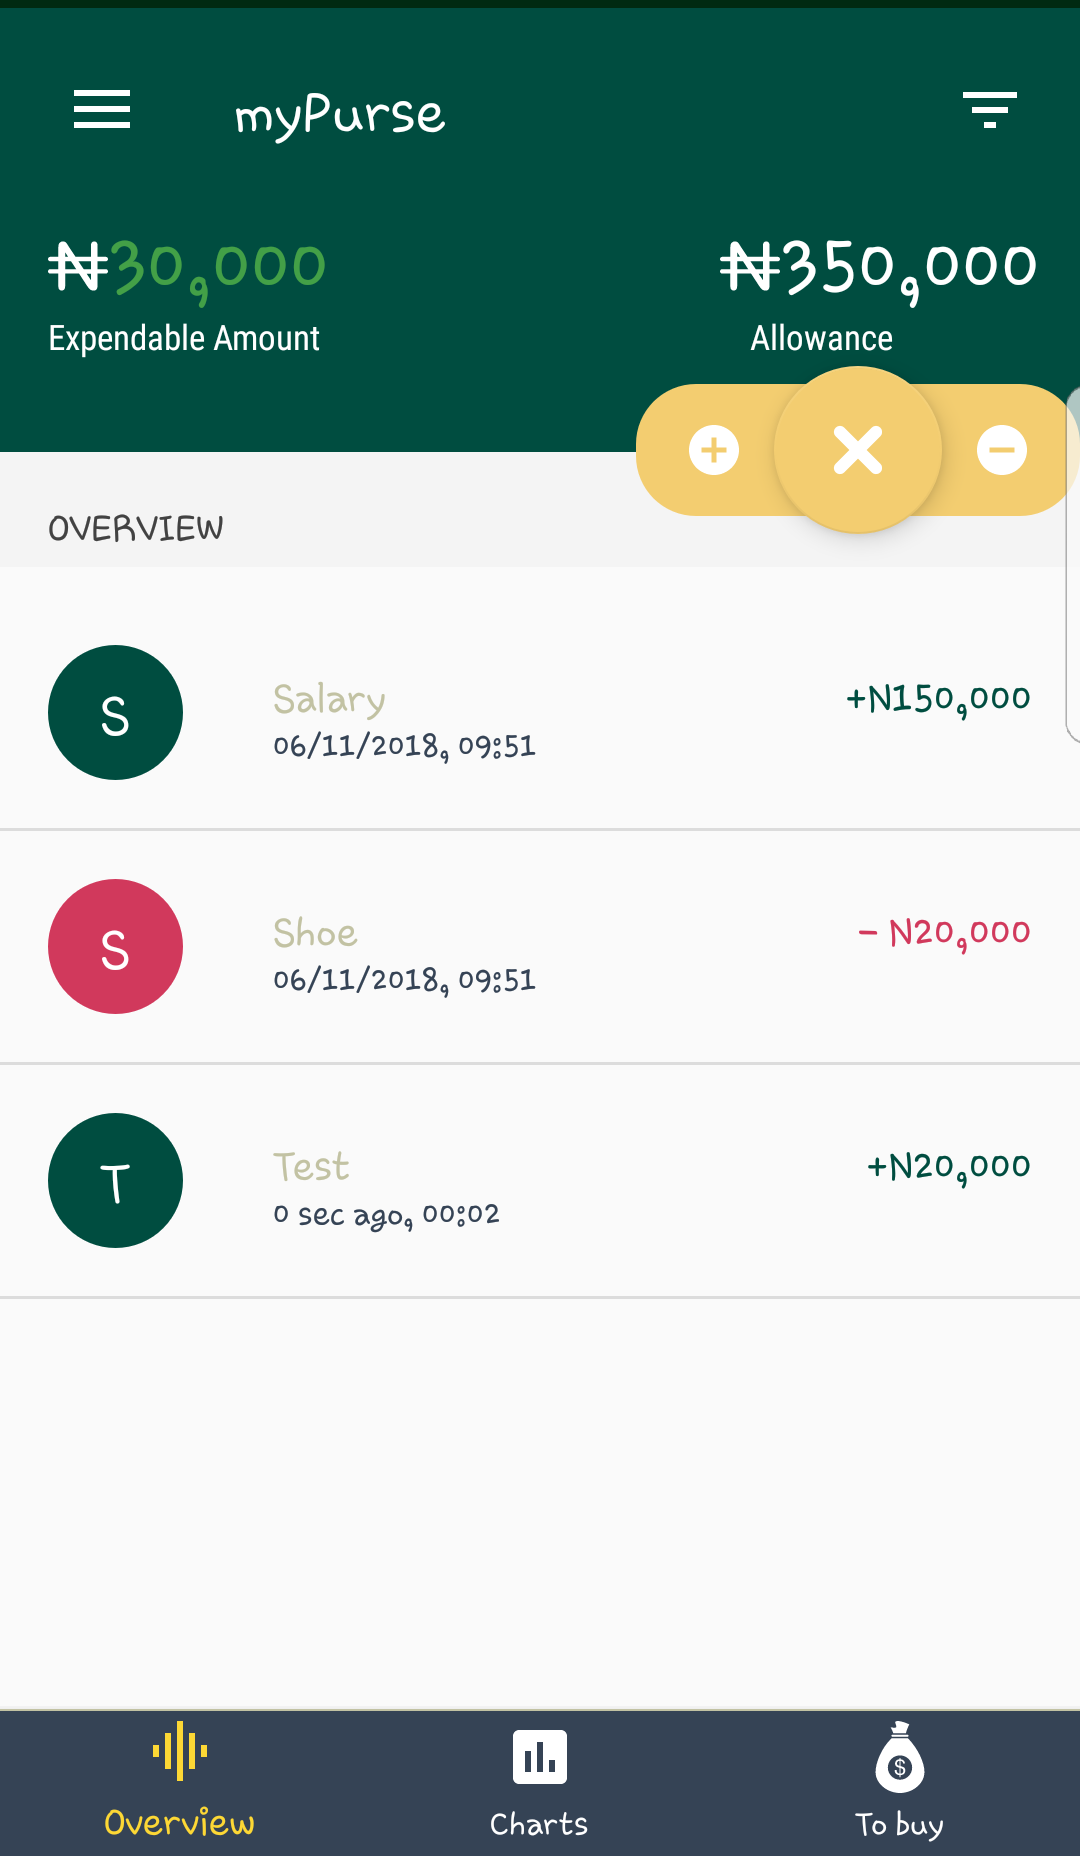 myPurse
₦30,000
₦350,000
Expendable Amount
Allowance
OVERVIEW
S
Salary
+N150,000
06/11/2018, 09:51
S
Shoe
- N20,000
06/11/2018, 09:51
T
Test
+N20,000
0 sec ago, 00:02
$
Overview
Charts
To buy